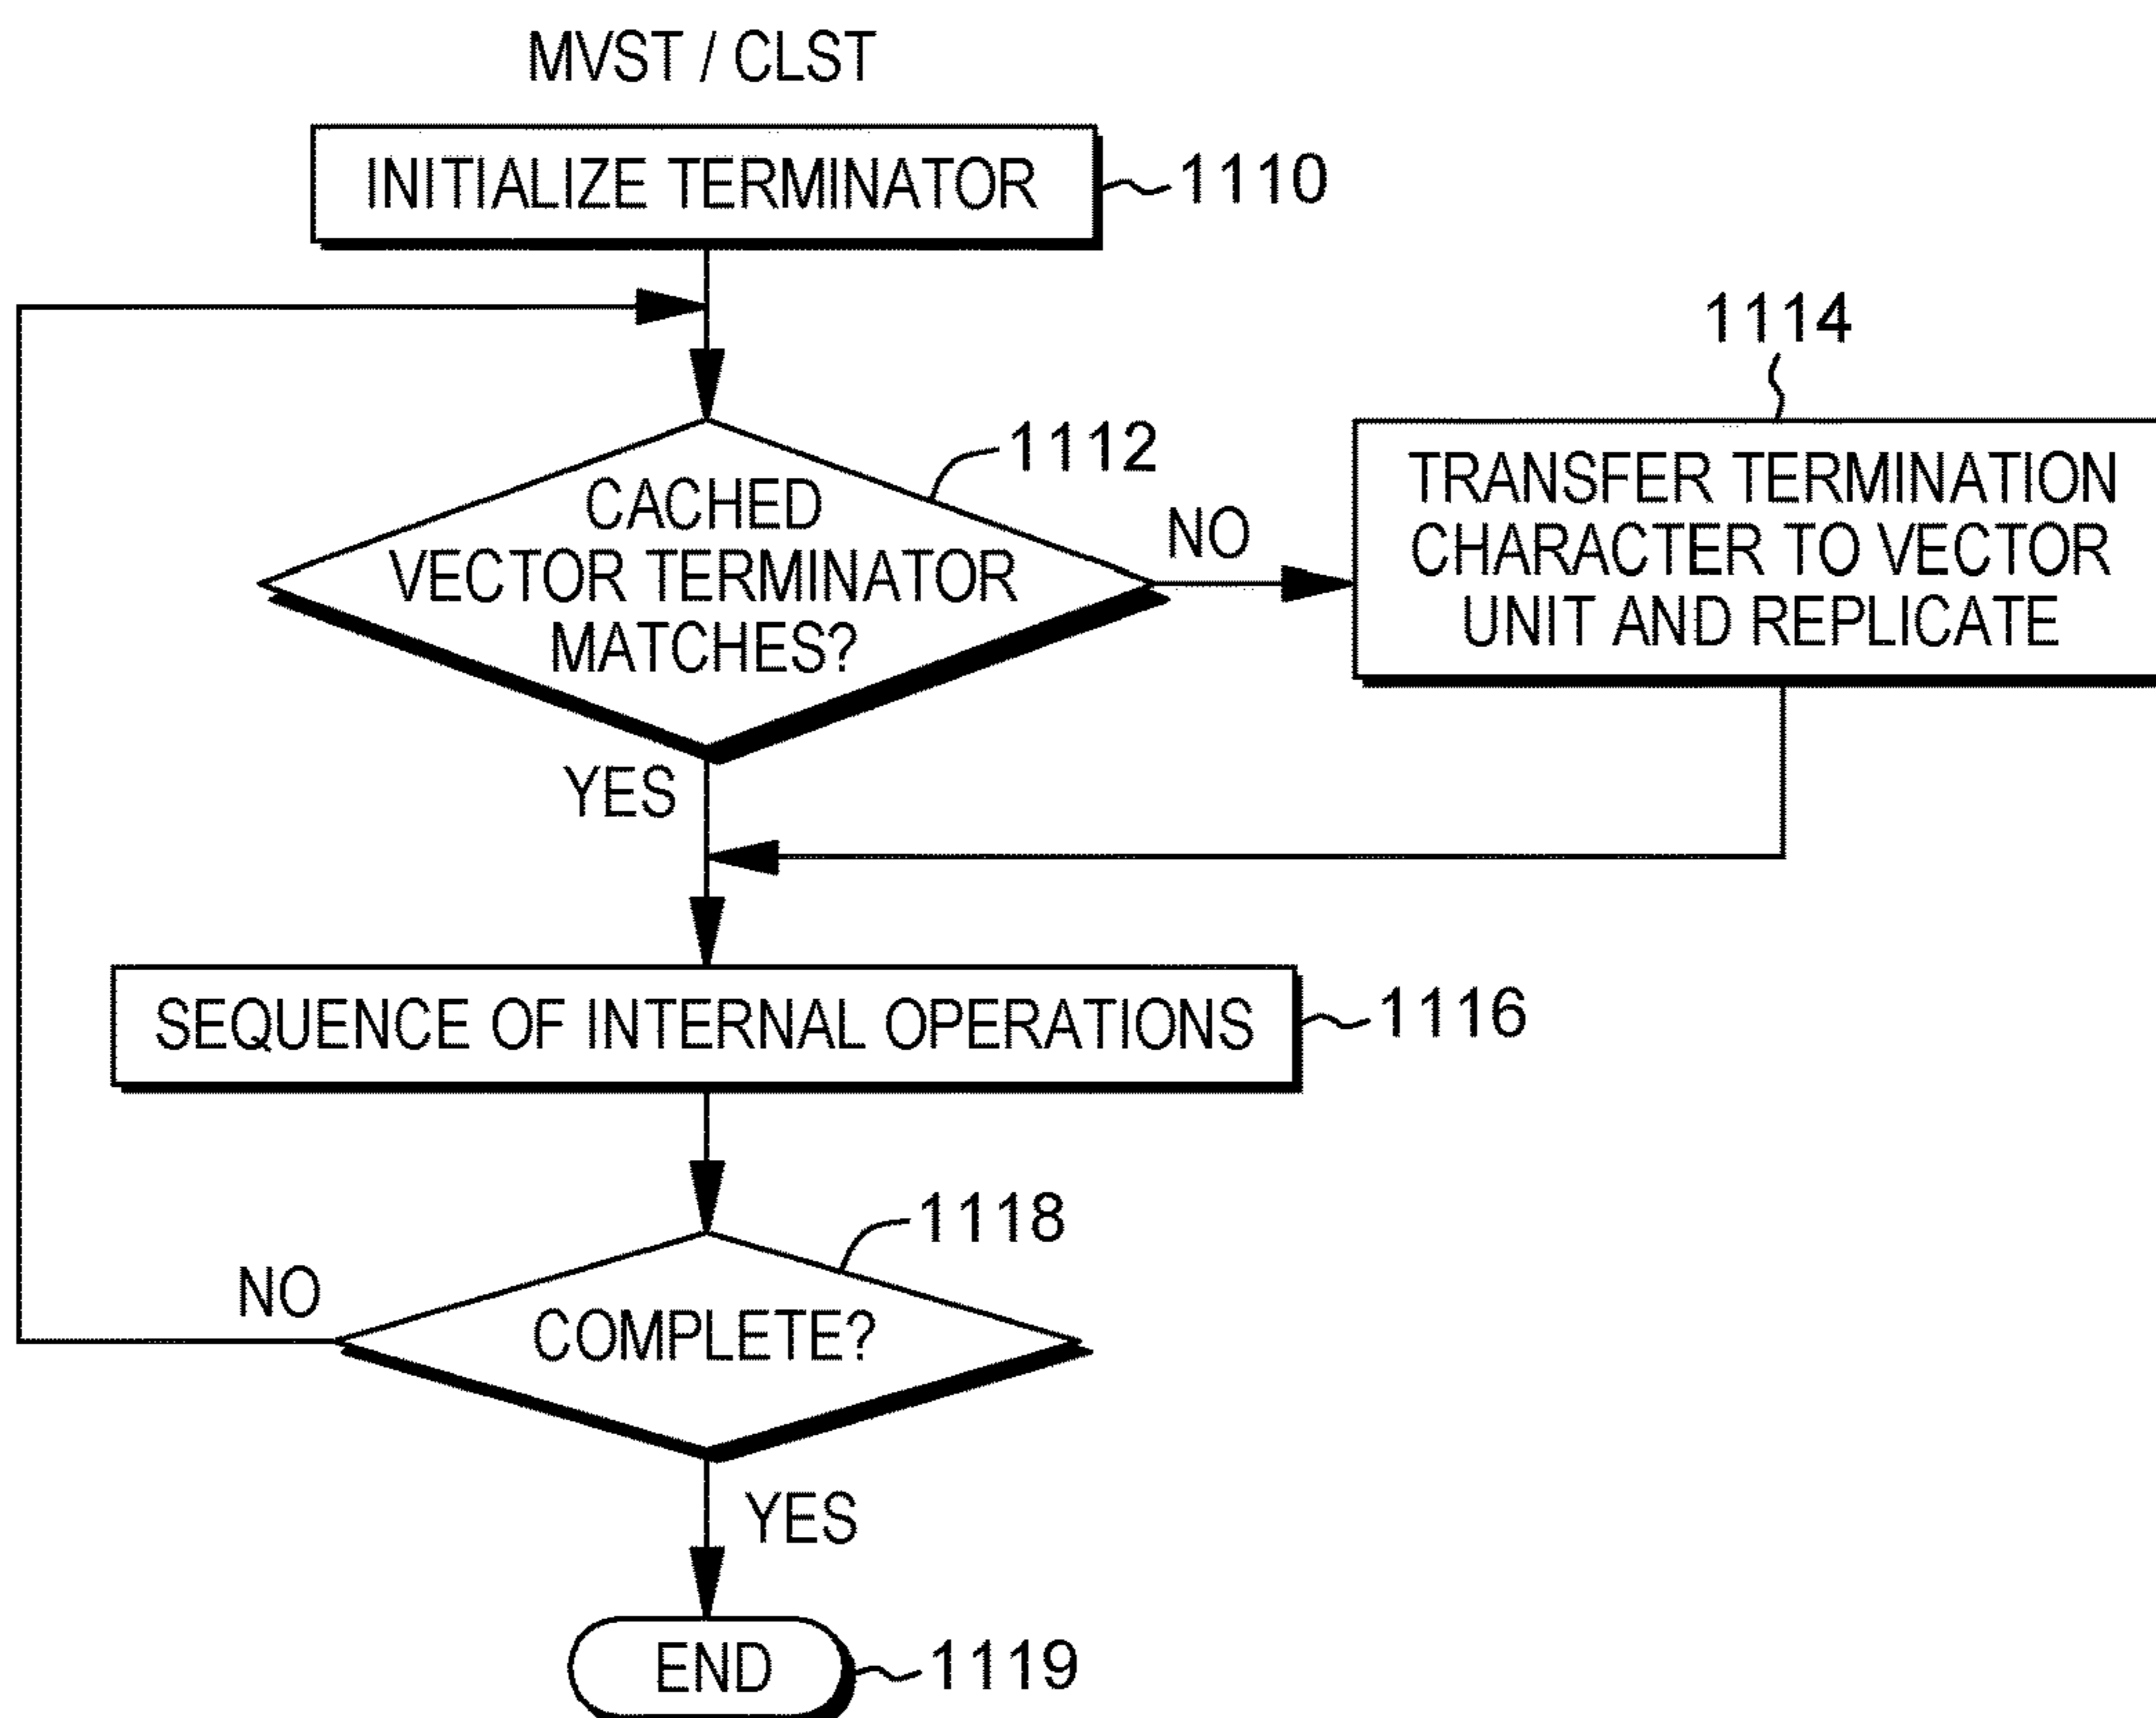 MVST / CLST
INITIALIZE TERMINATOR
1110
1114
1112
CACHED
VECTOR TERMINATOR
MATCHES?
NO
TRANSFER TERMINATION
CHARACTER TO VECTOR
UNIT AND REPLICATE
YES
SEQUENCE OF INTERNAL OPERATIONS
1116
1118
NO
COMPLETE?
YES
END
1119